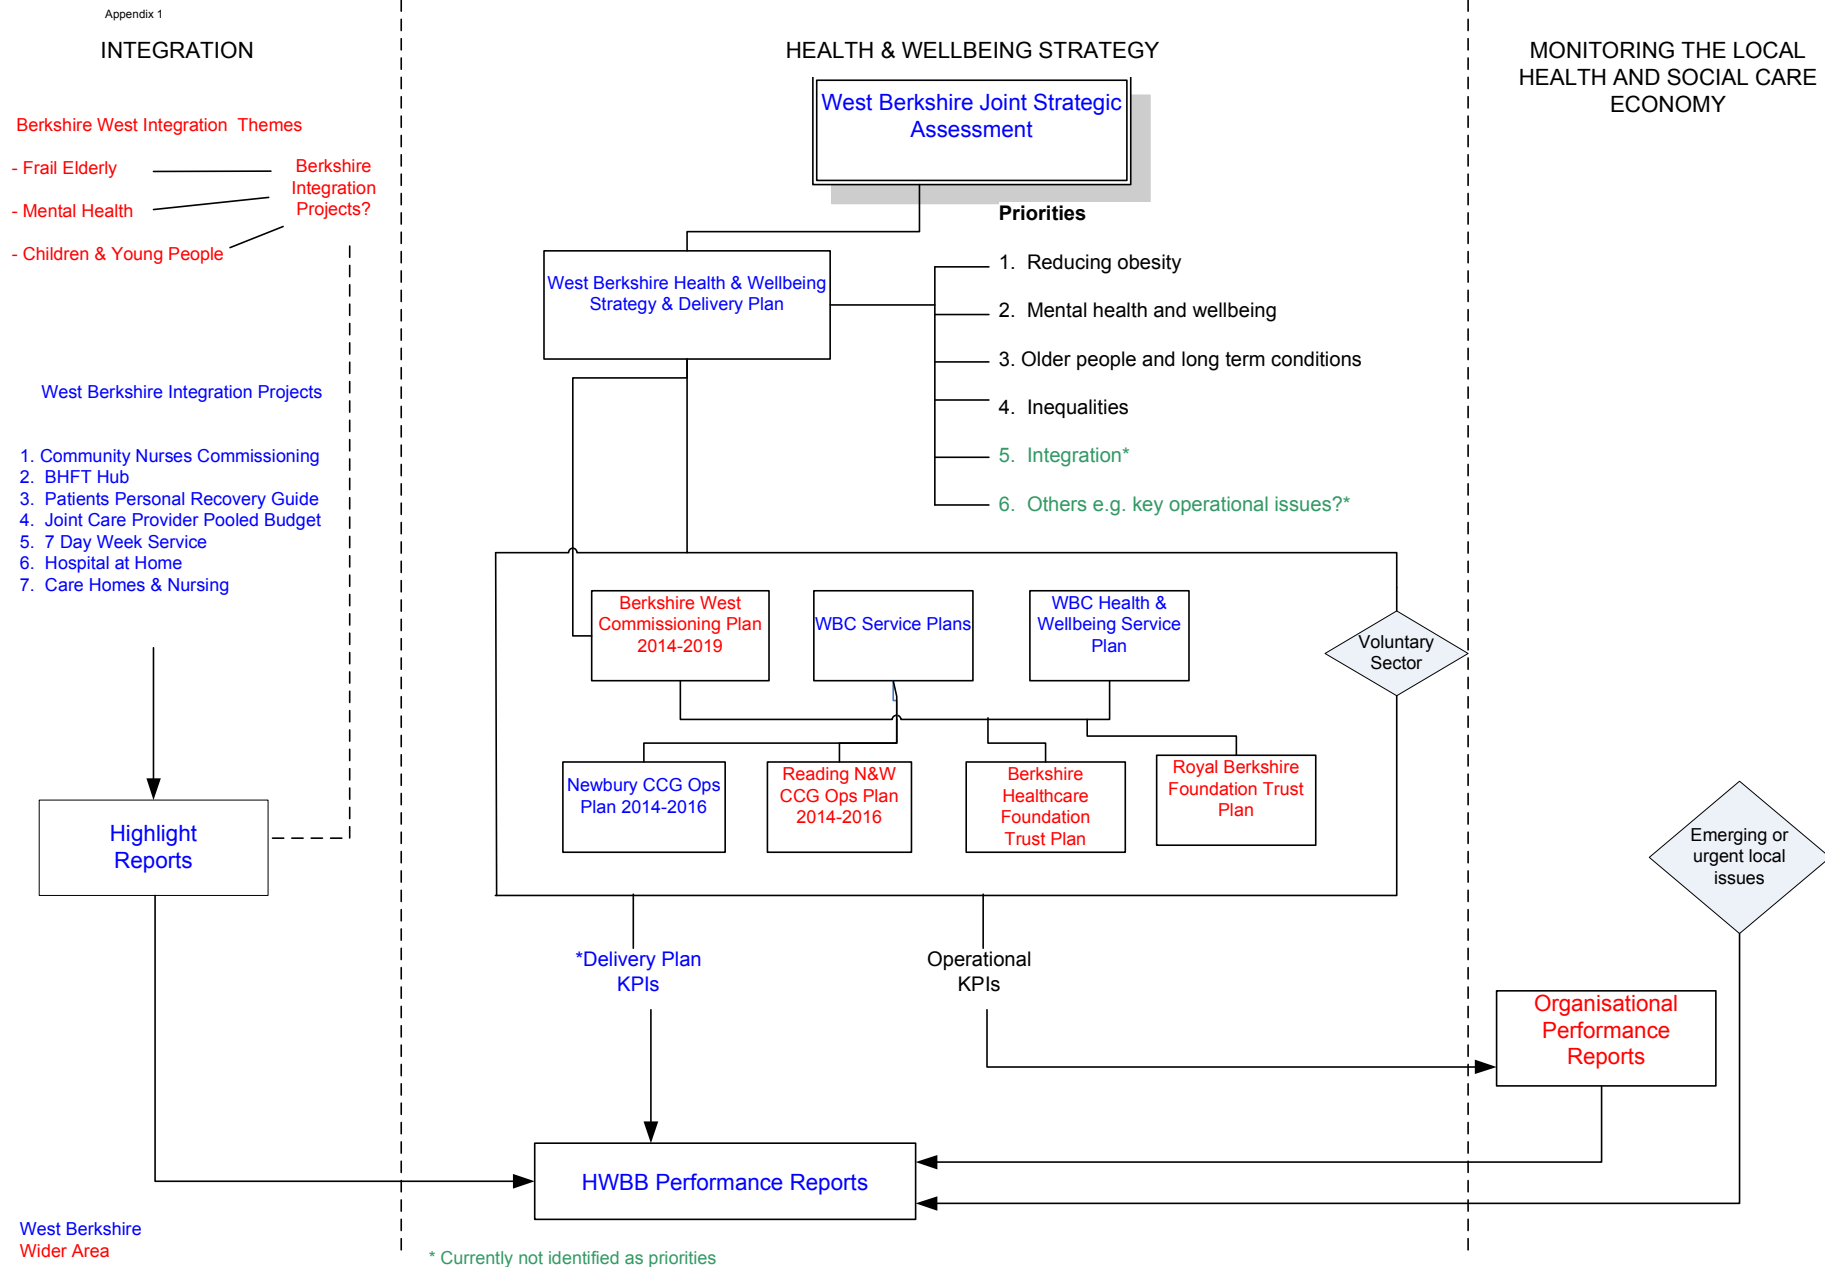 Appendix 1
INTEGRATION
Berkshire West Integration Themes
- Frail Elderly
- Mental Health
- Children & Young People
Berkshire
Integration
Projects?
West Berkshire Integration Projects
1. Community Nurses Commissioning
2. BHFT Hub
3. Patients Personal Recovery Guide
4. Joint Care Provider Pooled Budget
5. 7 Day Week Service
6. Hospital at Home
7. Care Homes & Nursing
Highlight
Reports
West Berkshire
Wider Area
HEALTH & WELLBEING STRATEGY
West Berkshire Joint Strategic
Assessment
Priorities
West Berkshire Health & Wellbeing
Strategy & Delivery Plan
1. Reducing obesity
2. Mental health and wellbeing
3. Older people and long term conditions
4. Inequalities
5. Integration*
6. Others e.g. key operational issues?*
Berkshire West
Commissioning Plan
2014-2019
WBC Service Plans
WBC Health &
Wellbeing Service
Plan
Voluntary
Sector
Newbury CCG Ops
Plan 2014-2016
Reading N&W
CCG Ops Plan
2014-2016
Berkshire
Healthcare
Foundation
Trust Plan
Royal Berkshire
Foundation Trust
Plan
*Delivery Plan
KPIs
Operational
KPIs
HWBB Performance Reports
* Currently not identified as priorities
MONITORING THE LOCAL
HEALTH AND SOCIAL CARE
ECONOMY
Emerging or
urgent local
issues
Organisational
Performance
Reports